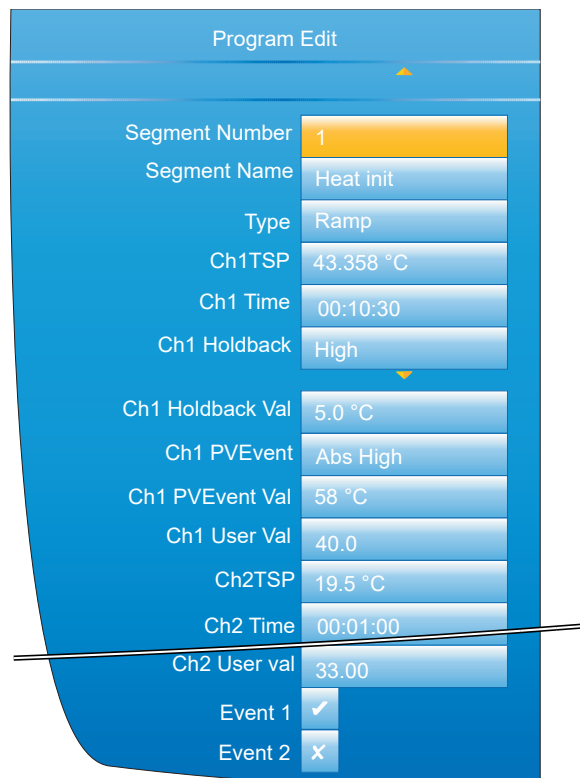 Program Edit
Segment Number 1
Segment Name Heat init
Type Ramp
Ch1TSP 43.358 °C
Ch1 Time 00:10:30
Ch1 Holdback High
Ch1 Holdback Val 5.0 °C
Ch1 PVEvent Abs High
Ch1 PVEvent Val 58 °C
Ch1 User Val 40.0
Ch2TSP 19.5 °C
Ch2 Time 00:01:00
Ch2 User val 33.00
Event 1 ✔
Event 2 ✘